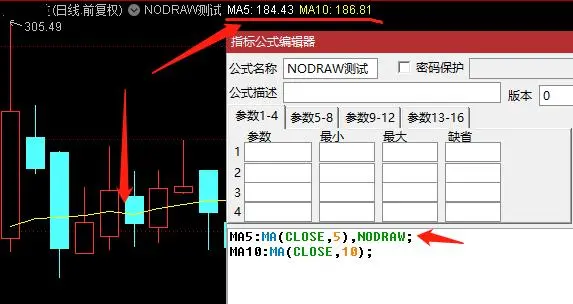 (日线.前复权) NODRAW测试 MA5: 184.43 MA10: 186.81
305.49
指标公式编辑器
公式名称 NODRAW测试 密码保护
公式描述 版本 0
参数1-4 参数5-8 参数9-12 参数13-16
参数 最小 最大 缺省
1
2
3
4
MA5:MA(CLOSE,5),NODRAW;
MA10:MA(CLOSE,10);